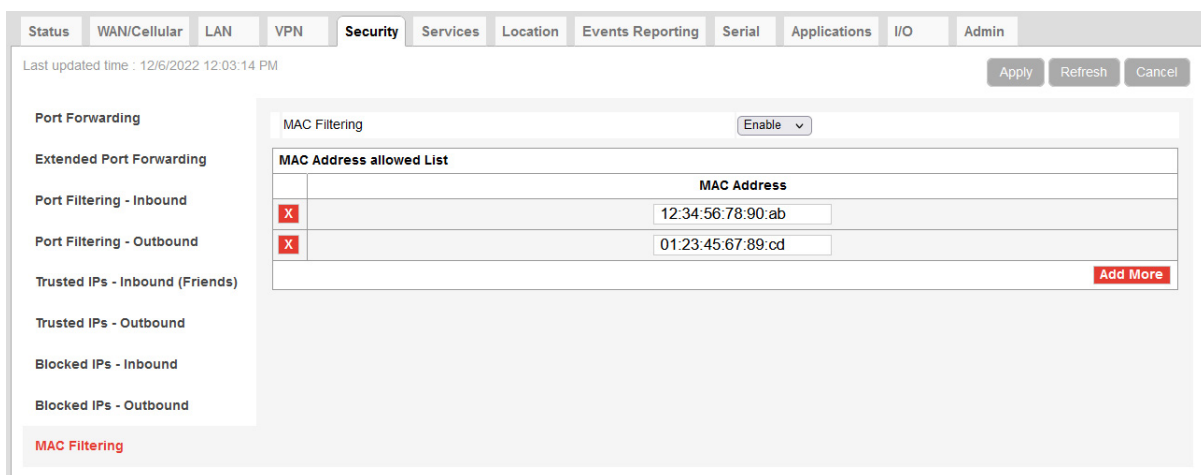 Status WAN/Cellular LAN VPN Security Services Location Events Reporting Serial Applications I/O Admin
Last updated time : 12/6/2022 12:03:14 PM
Apply Refresh Cancel
Port Forwarding
Extended Port Forwarding
Port Filtering - Inbound
Port Filtering - Outbound
Trusted IPs - Inbound (Friends)
Trusted IPs - Outbound
Blocked IPs - Inbound
Blocked IPs - Outbound
MAC Filtering
MAC Filtering Enable
MAC Address allowed List
MAC Address
X 12:34:56:78:90:ab
X 01:23:45:67:89:cd
Add More